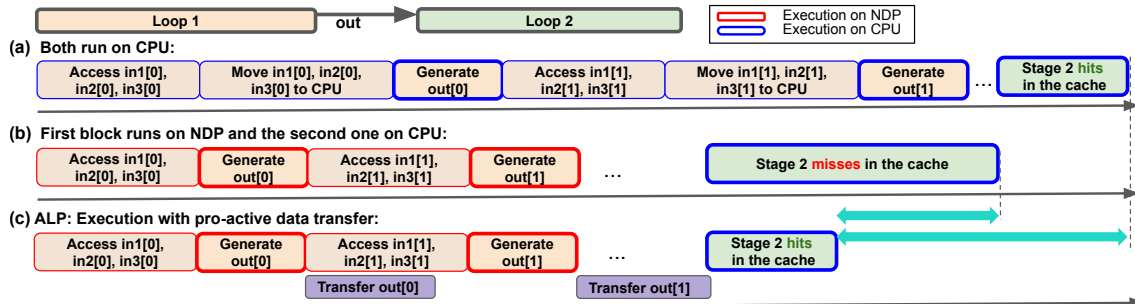 Loop 1
out
Loop 2
Execution on NDP
Execution on CPU
(a) Both run on CPU:
Access in1[0],
in2[0], in3[0]
Move in1[0], in2[0],
in3[0] to CPU
Generate
out[0]
Access in1[1],
in2[1], in3[1]
Move in1[1], in2[1],
in3[1] to CPU
Generate
out[1]
...
Stage 2 hits
in the cache
(b) First block runs on NDP and the second one on CPU:
Access in1[0],
in2[0], in3[0]
Generate
out[0]
Access in1[1],
in2[1], in3[1]
Generate
out[1]
...
Stage 2 misses in the cache
(c) ALP: Execution with pro-active data transfer:
Access in1[0],
in2[0], in3[0]
Generate
out[0]
Access in1[1],
in2[1], in3[1]
Generate
out[1]
...
Stage 2 hits
in the cache
Transfer out[0]
Transfer out[1]